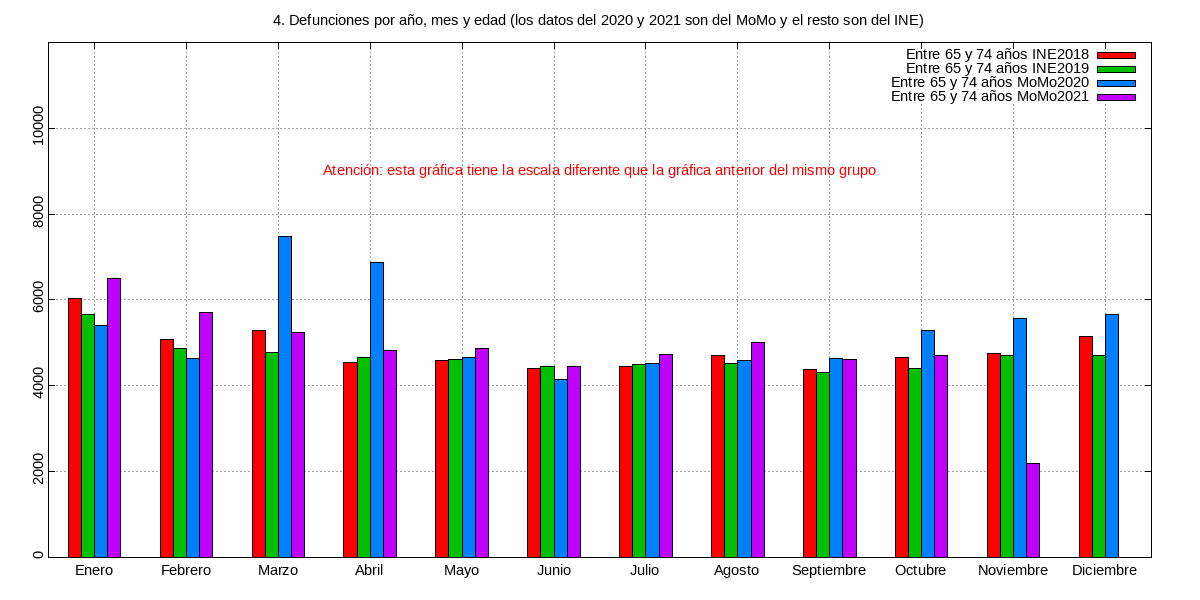 4. Defunciones por año, mes y edad (los datos del 2020 y 2021 son del MoMo y el resto son del INE)
Entre 65 y 74 años INE2018
Entre 65 y 74 años INE2019
Entre 65 y 74 años MoMo2020
Entre 65 y 74 años MoMo2021
Atención: esta gráfica tiene la escala diferente que la gráfica anterior del mismo grupo
10000
8000
6000
4000
2000
0
Enero Febrero Marzo Abril Mayo Junio Julio Agosto Septiembre Octubre Noviembre Diciembre